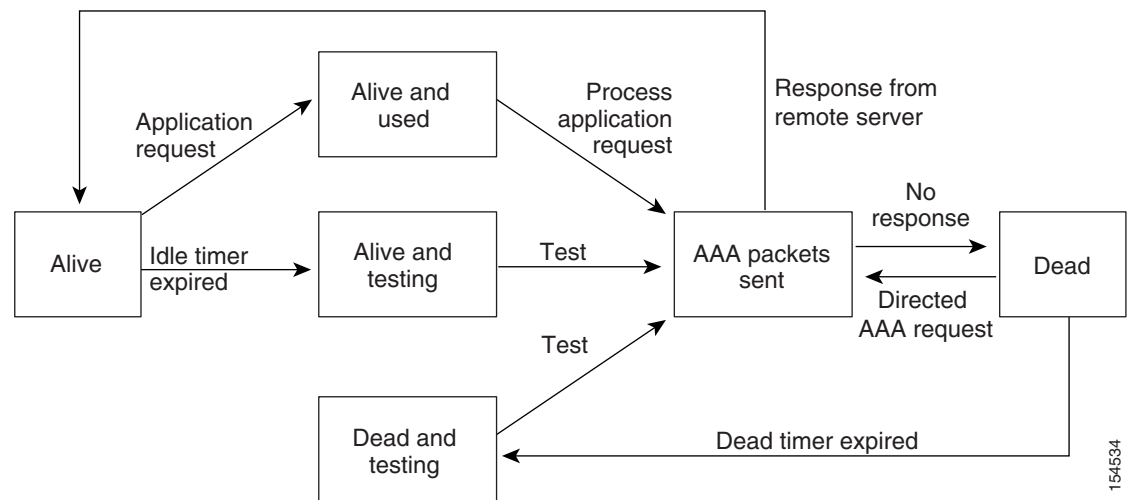 Alive and
used
Application
request
Process
application
request
Response from
remote server
Alive
Idle timer
expired
Alive and
testing
Test
AAA packets
sent
No
response
Directed
AAA request
Dead
Test
Dead and
testing
Dead timer expired
154534